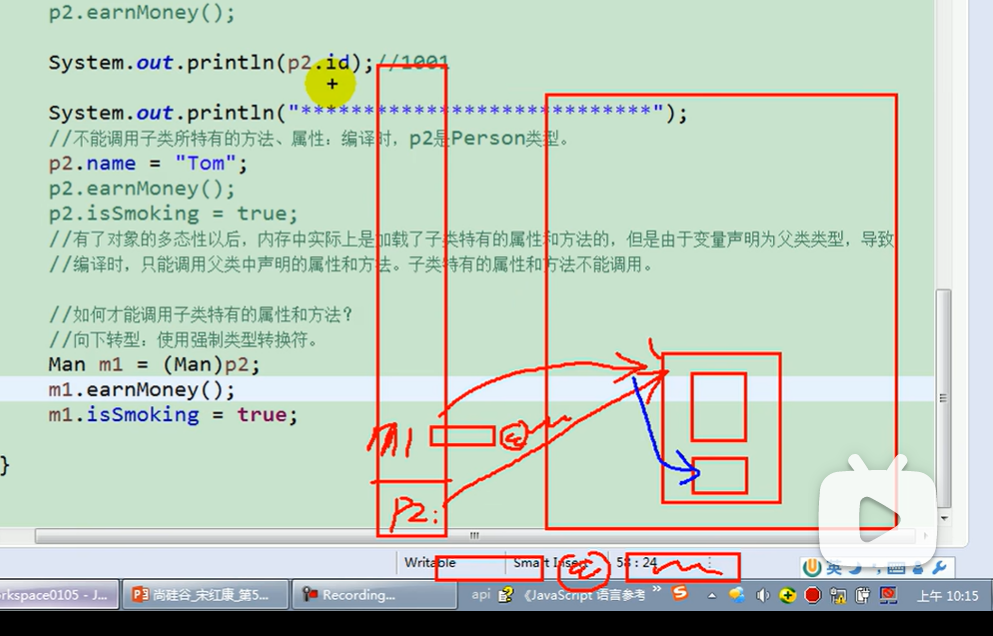 p2.earnMoney();
System.out.println(p2.id);//1001
System.out.println("****************************");
//不能调用子类所特有的方法、属性：编译时，p2是Person类型。
p2.name = "Tom";
p2.earnMoney();
p2.isSmoking = true;
//有了对象的多态性以后，内存中实际上是加载了子类特有的属性和方法的，但是由于变量声明为父类类型，导致
//编译时，只能调用父类中声明的属性和方法。子类特有的属性和方法不能调用。
//如何才能调用子类特有的属性和方法？
//向下转型：使用强制类型转换符。
Man m1 = (Man)p2;
m1.earnMoney();
m1.isSmoking = true;
m1
}
P2:
Writable
58 : 24
rkspace0105 - J...
尚硅谷_宋红康_第5...
Recording...
api
《JavaScript 语言参考
英
上午 10:15